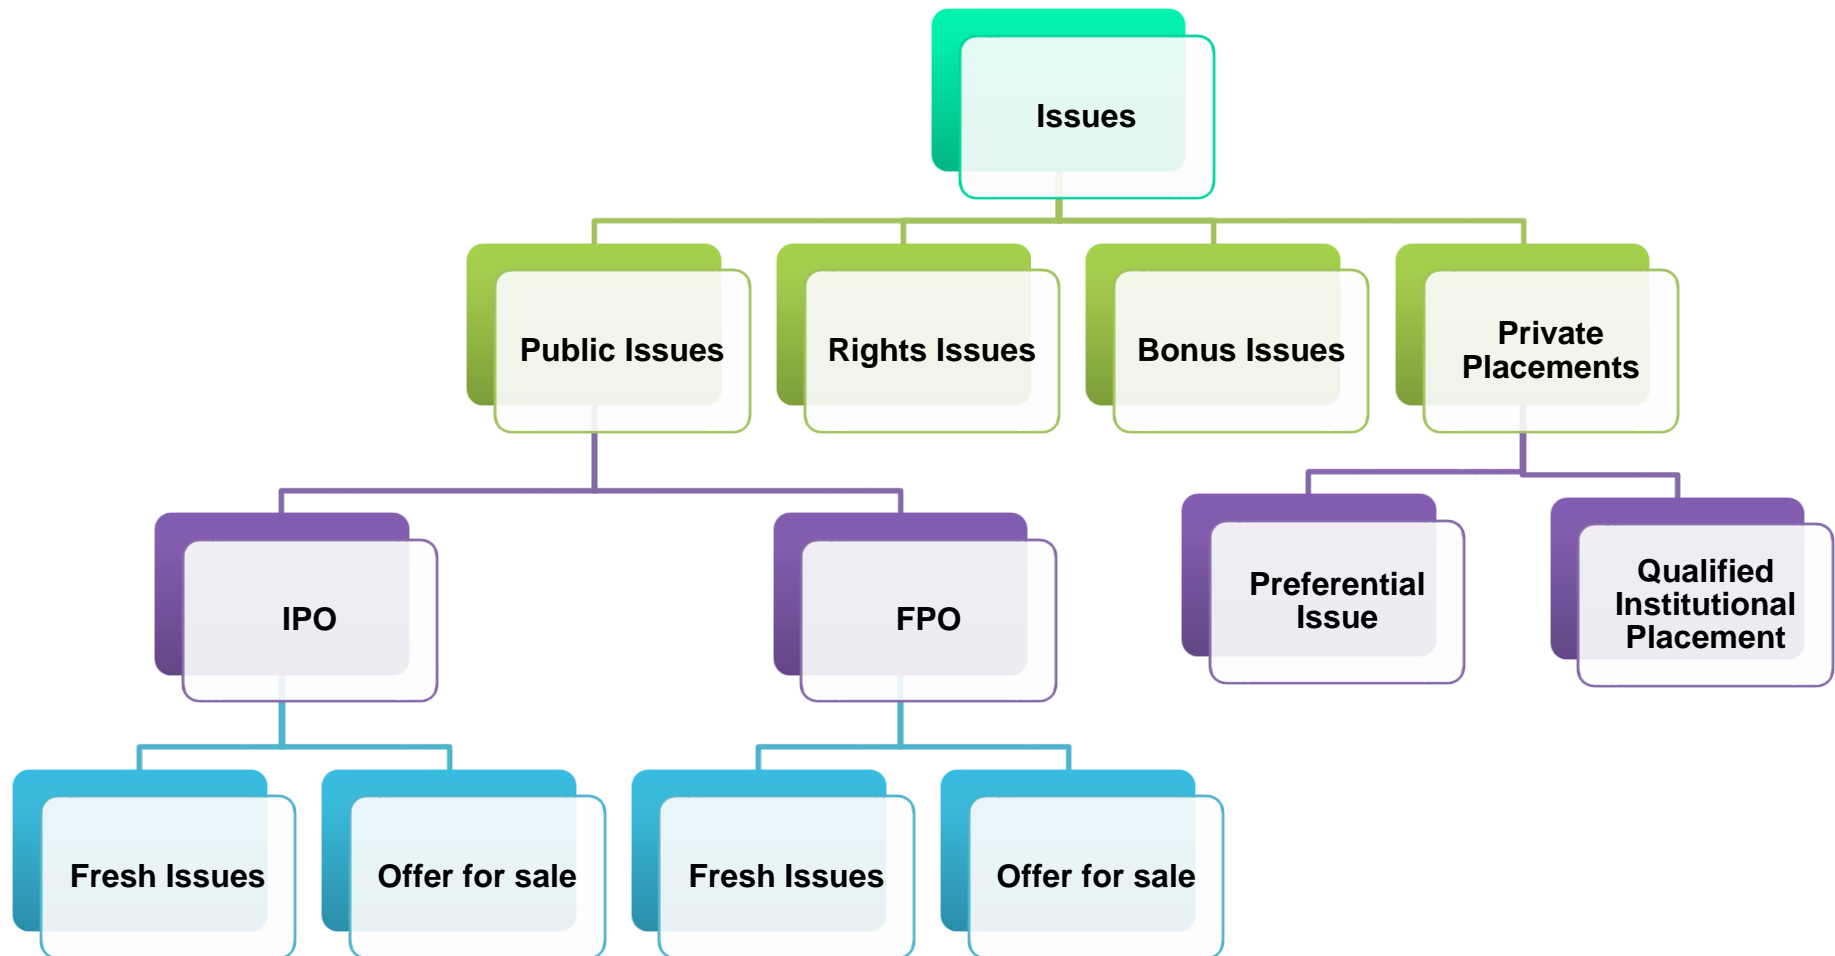 Issues
Public Issues
Rights Issues
Bonus Issues
Private
Placements
IPO
FPO
Preferential
Issue
Qualified
Institutional
Placement
Fresh Issues
Offer for sale
Fresh Issues
Offer for sale